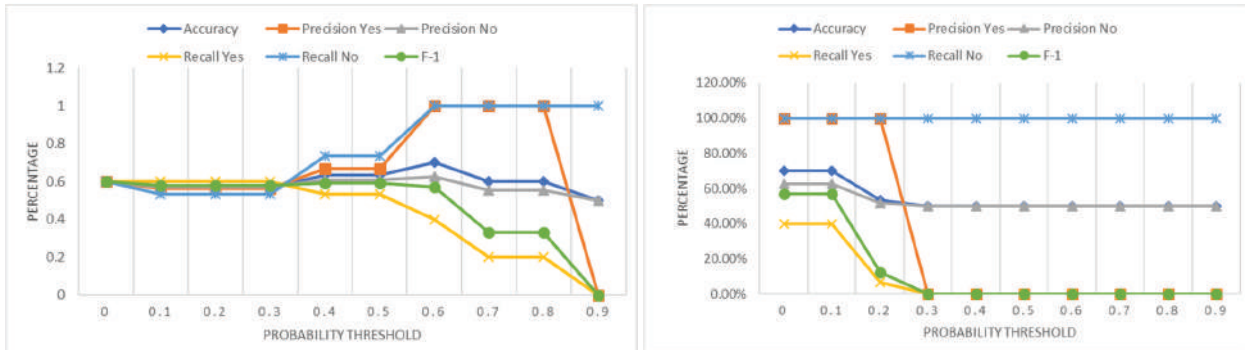 Accuracy Precision Yes Precision No
Recall Yes Recall No F-1
PERCENTAGE
1.2
1
0.8
0.6
0.4
0.2
0
0 0.1 0.2 0.3 0.4 0.5 0.6 0.7 0.8 0.9
PROBABILITY THRESHOLD
Accuracy Precision Yes Precision No
Recall Yes Recall No F-1
PERCENTAGE
120.00%
100.00%
80.00%
60.00%
40.00%
20.00%
0.00%
0 0.1 0.2 0.3 0.4 0.5 0.6 0.7 0.8 0.9
PROBABILITY THRESHOLD